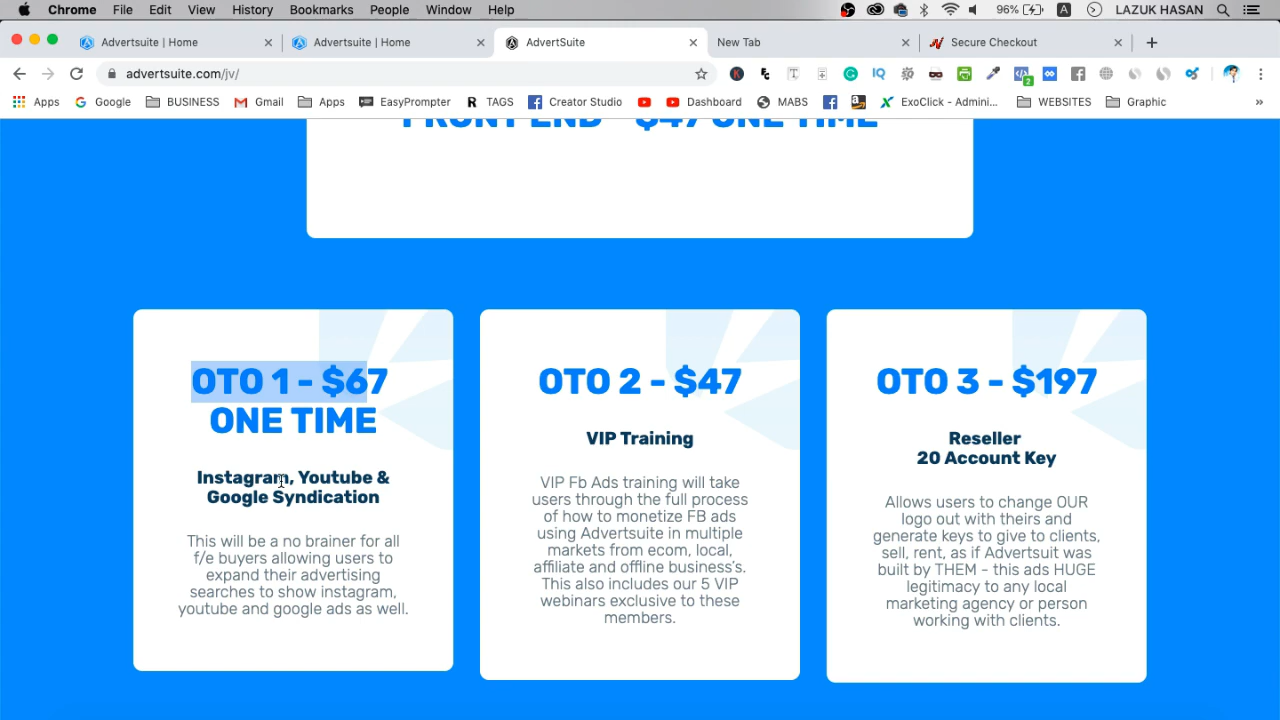 Chrome File Edit View History Bookmarks People Window Help 96% A LAZUK HASAN
Advertsuite | Home Advertsuite | Home AdvertSuite New Tab Secure Checkout
advertsuite.com/jv/
Apps Google BUSINESS Gmail Apps EasyPrompter TAGS Creator Studio Dashboard MABS ExoClick - Admini... WEBSITES Graphic
FRONT END - $47 ONE TIME
OTO 1 - $67
ONE TIME
Instagram, Youtube &
Google Syndication
This will be a no brainer for all
f/e buyers allowing users to
expand their advertising
searches to show instagram,
youtube and google ads as well.
OTO 2 - $47
VIP Training
VIP Fb Ads training will take
users through the full process
of how to monetize FB ads
using Advertsuite in multiple
markets from ecom, local,
affiliate and offline business's.
This also includes our 5 VIP
webinars exclusive to these
members.
OTO 3 - $197
Reseller
20 Account Key
Allows users to change OUR
logo out with theirs and
generate keys to give to clients,
sell, rent, as if Advertsuit was
built by THEM - this ads HUGE
legitimacy to any local
marketing agency or person
working with clients.